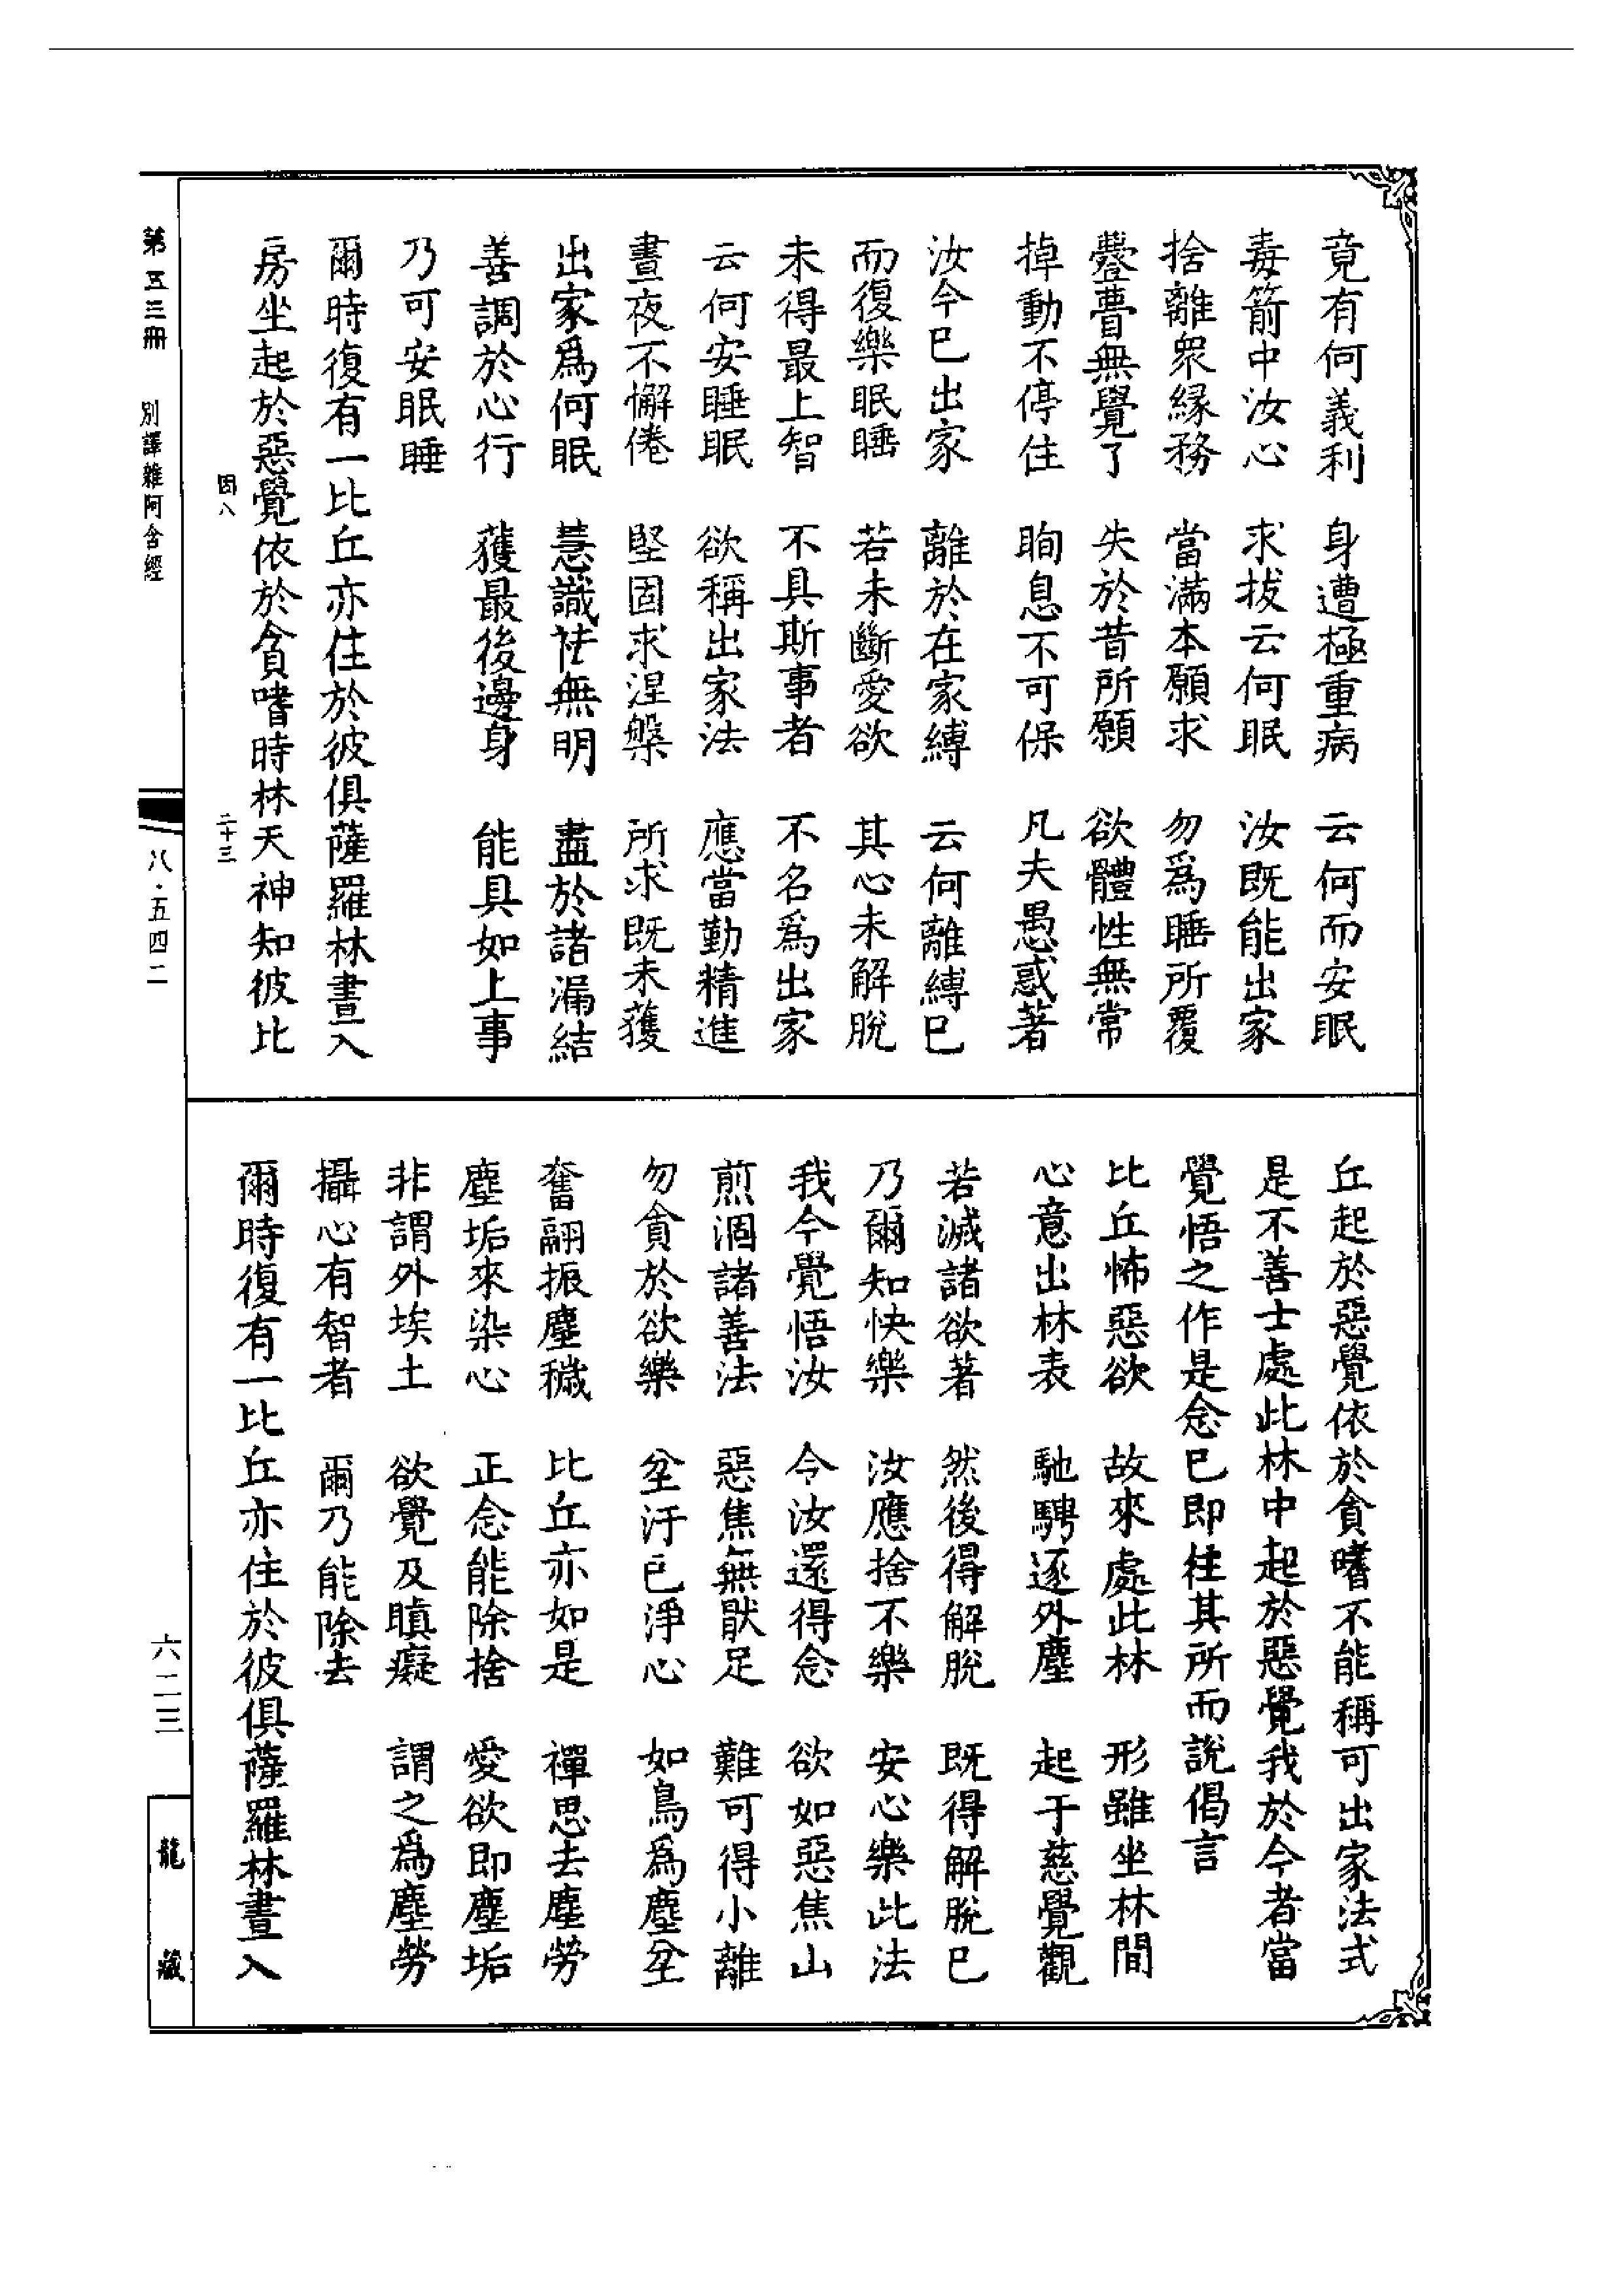 竟有何義利　身遭極重病　云何而安眠
毒箭中汝心　求拔云何眠　汝既能出家
捨離眾緣務　當滿本願求　勿為睡所覆
㽄瞢無覺了　失於昔所願　欲體性無常
掉動不停住　眴息不可保　凡夫愚惑著
汝今已出家　離於在家縛　云何離縛已
而復樂眠睡　若未斷愛欲　其心未解脫
未得最上智　不具斯事者　不名為出家
云何安睡眠　欲稱出家法　應當勤精進
晝夜不懈倦　堅固求涅槃　所求既未獲
出家為何眠　慧識怯無明　盡於諸漏結
善調於心行　獲最後邊身　能具如上事
乃可安眠睡
爾時復有一比丘亦住於彼俱薩羅林晝入
房坐起於惡覺依於貪嗜時林天神知彼比
丘起於惡覺依於貪嗜不能稱可出家法式
是不善士處此林中起於惡覺我於今者當
覺悟之作是念已即往其所而說偈言
比丘怖惡欲　故來處此林　形雖坐林間
心意出林表　馳騁逐外塵　起于慈覺觀
若滅諸欲著　然後得解脫　既得解脫已
乃爾知快樂　汝應捨不樂　安心樂此法
我今覺悟汝　令汝還得念　欲如惡焦山
煎涸諸善法　惡焦無猒足　難可得小離
勿貪於欲樂　坌汙己淨心　如鳥為塵坌
奮翮振塵穢　比丘亦如是　禪思去塵勞
塵垢來染心　正念能除捨　愛欲即塵垢
非謂外埃土　欲覺及瞋癡　謂之為塵勞
攝心有智者　爾乃能除去
爾時復有一比丘亦住於彼俱薩羅林晝入
第五三冊　別譯雜阿含經
因八　二十三
八·五四二
六二三
龍藏